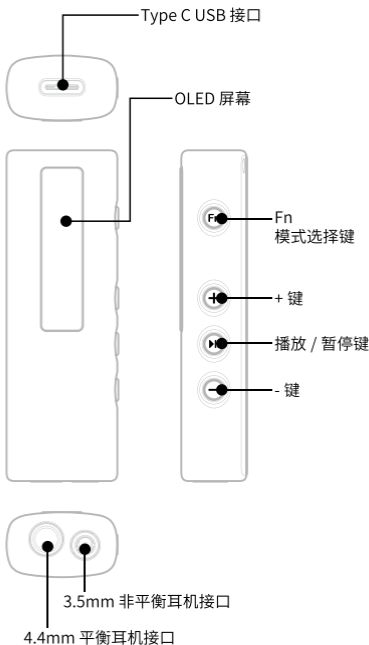 Type C USB 接口
OLED 屏幕
Fn
模式选择键
+ 键
播放 / 暂停键
- 键
3.5mm 非平衡耳机接口
4.4mm 平衡耳机接口